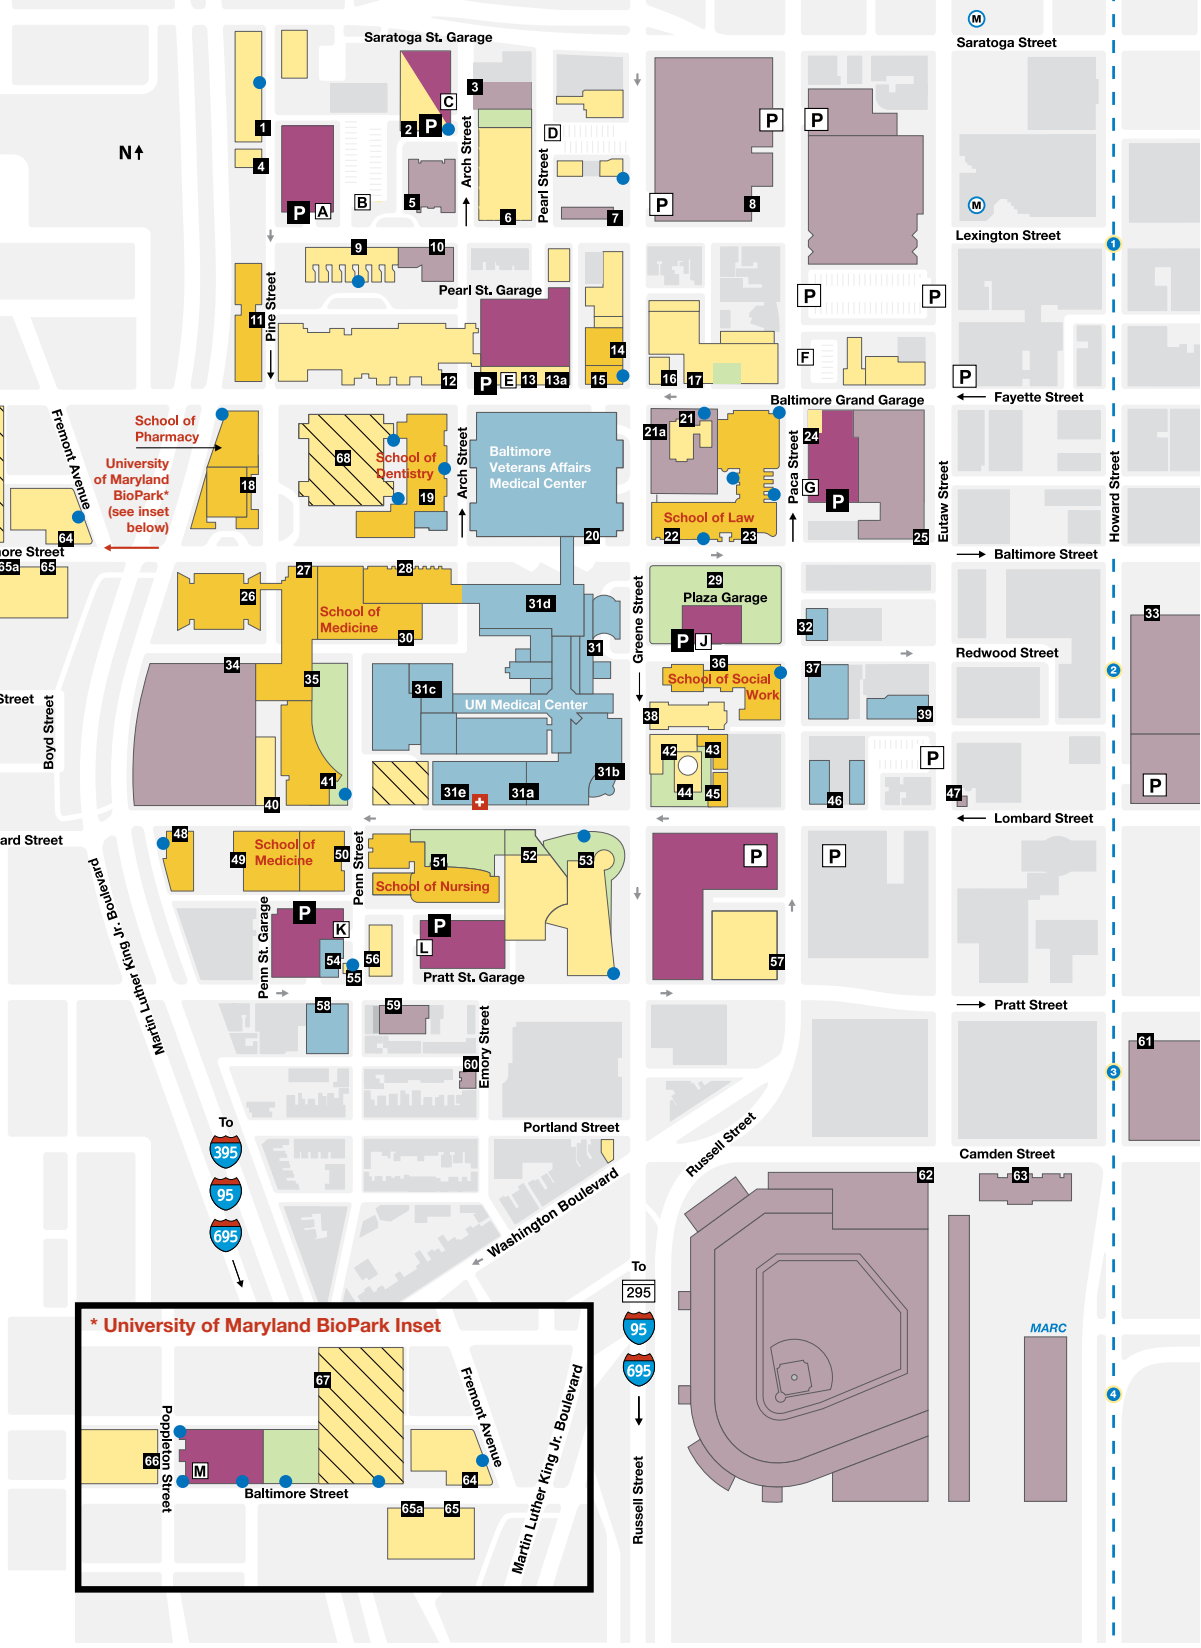 M
Saratoga St. Garage
Saratoga Street
3
C
1
2
P
D
P
P
N
4
Arch Street
Pearl Street
A
P
B
5
6
7
P
8
M
Lexington Street
1
9
10
Pearl St. Garage
Pine Street
11
P
P
14
F
12
P
E
13
13a
15
16
17
P
Baltimore Grand Garage
Fayette Street
Fremont Avenue
School of
Pharmacy
University
of Maryland
BioPark*
(see inset
below)
18
68
School of
Dentistry
19
Arch Street
Baltimore
Veterans Affairs
Medical Center
20
21
21a
School of Law
22
23
Paca Street
24
G
P
25
Eutaw Street
Howard Street
64
ore Street
65a
65
Baltimore Street
26
27
28
School of
Medicine
30
31d
31
Greene Street
29
Plaza Garage
P
J
32
33
Redwood Street
34
35
31c
UM Medical Center
36
School of Social
Work
37
39
2
Street
Boyd Street
38
42
43
44
45
40
41
31e
31a
31b
46
P
47
P
Lombard Street
ard Street
48
49
School of
Medicine
50
Penn Street
51
School of Nursing
52
53
P
P
Martin Luther King Jr. Boulevard
Penn St. Garage
P
K
54
55
56
P
L
Pratt St. Garage
57
58
59
Pratt Street
60
Emory Street
61
3
To
395
95
695
Portland Street
Washington Boulevard
Russell Street
Camden Street
62
63
To
295
95
695
Russell Street
MARC
4
* University of Maryland BioPark Inset
67
Poppleton Street
66
M
Baltimore Street
Fremont Avenue
64
65a
65
Martin Luther King Jr. Boulevard